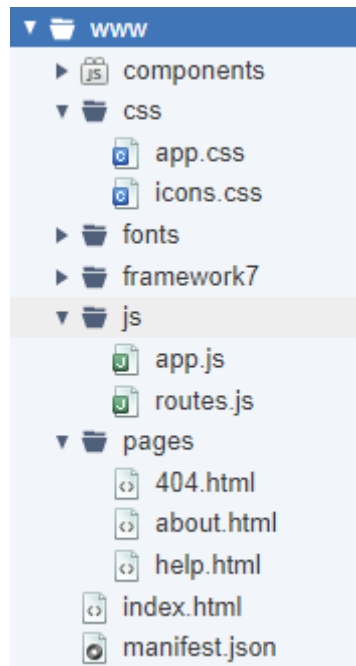 www
JS components
css
app.css
icons.css
fonts
framework7
js
app.js
routes.js
pages
404.html
about.html
help.html
index.html
manifest.json